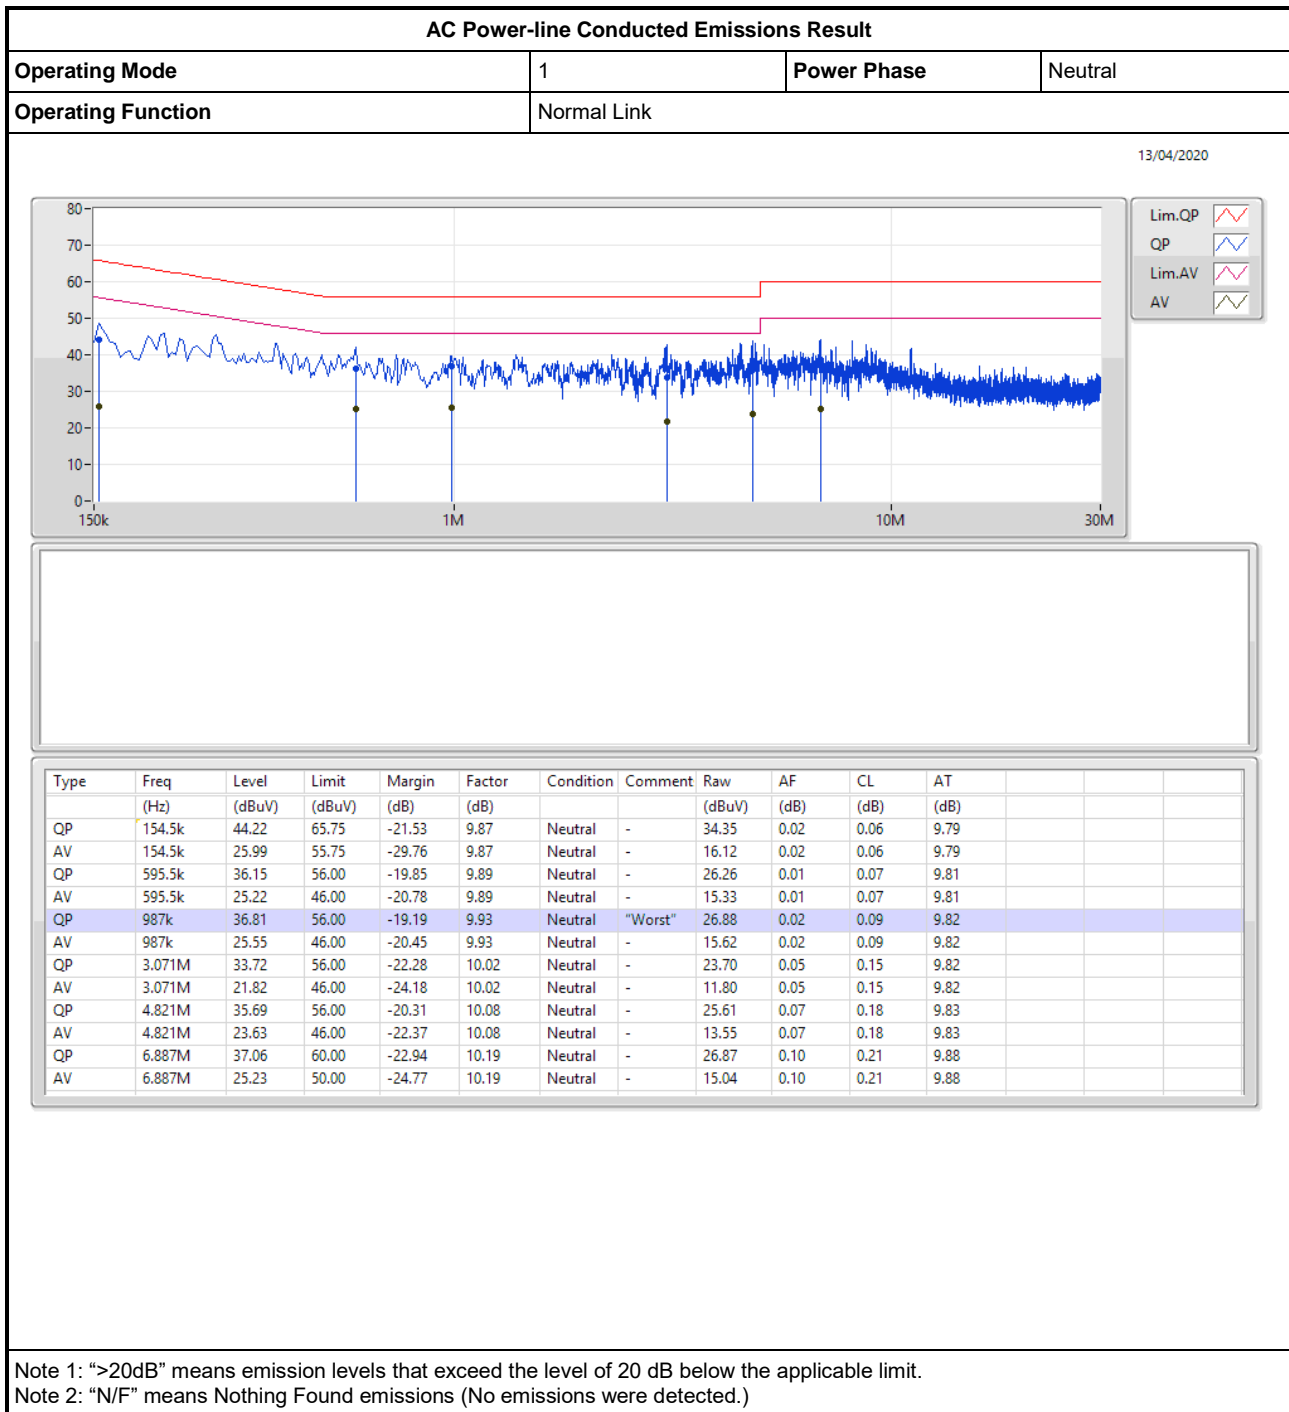 AC Power-line Conducted Emissions Result
Operating Mode 1 Power Phase Neutral
Operating Function Normal Link
13/04/2020
80
70
60
50
40
30
20
10
0
150k 1M 10M 30M
Lim.QP
QP
Lim.AV
AV
Type Freq Level Limit Margin Factor Condition Comment Raw AF CL AT
(Hz) (dBuV) (dBuV) (dB) (dB) (dBuV) (dB) (dB) (dB)
QP 154.5k 44.22 65.75 -21.53 9.87 Neutral - 34.35 0.02 0.06 9.79
AV 154.5k 25.99 55.75 -29.76 9.87 Neutral - 16.12 0.02 0.06 9.79
QP 595.5k 36.15 56.00 -19.85 9.89 Neutral - 26.26 0.01 0.07 9.81
AV 595.5k 25.22 46.00 -20.78 9.89 Neutral - 15.33 0.01 0.07 9.81
QP 987k 36.81 56.00 -19.19 9.93 Neutral "Worst" 26.88 0.02 0.09 9.82
AV 987k 25.55 46.00 -20.45 9.93 Neutral - 15.62 0.02 0.09 9.82
QP 3.071M 33.72 56.00 -22.28 10.02 Neutral - 23.70 0.05 0.15 9.82
AV 3.071M 21.82 46.00 -24.18 10.02 Neutral - 11.80 0.05 0.15 9.82
QP 4.821M 35.69 56.00 -20.31 10.08 Neutral - 25.61 0.07 0.18 9.83
AV 4.821M 23.63 46.00 -22.37 10.08 Neutral - 13.55 0.07 0.18 9.83
QP 6.887M 37.06 60.00 -22.94 10.19 Neutral - 26.87 0.10 0.21 9.88
AV 6.887M 25.23 50.00 -24.77 10.19 Neutral - 15.04 0.10 0.21 9.88
Note 1: “>20dB” means emission levels that exceed the level of 20 dB below the applicable limit.
Note 2: “N/F” means Nothing Found emissions (No emissions were detected.)